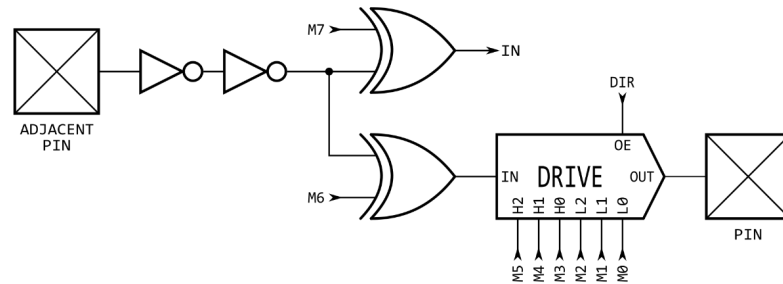 M7
IN
ADJACENT
PIN
DIR
OE
IN
DRIVE
OUT
M6
H2
H1
H0
L2
L1
L0
PIN
M5
M4
M3
M2
M1
M0